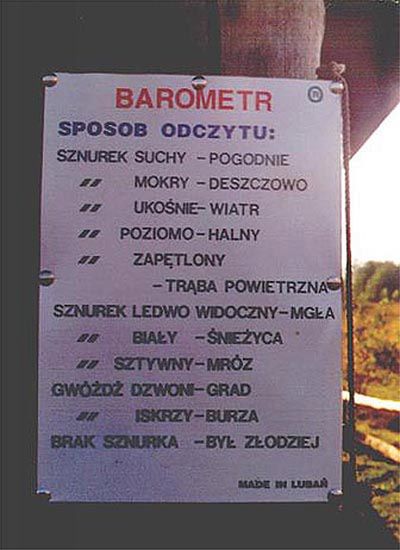 BAROMETR ®
SPOSOB ODCZYTU:
SZNUREK SUCHY – POGODNIE
〃 MOKRY – DESZCZOWO
〃 UKOŚNIE – WIATR
〃 POZIOMO – HALNY
〃 ZAPĘTLONY
– TRĄBA POWIETRZNA
SZNUREK LEDWO WIDOCZNY – MGŁA
〃 BIAŁY – ŚNIEŻYCA
〃 SZTYWNY – MRÓZ
GWÓŹDŹ DZWONI – GRAD
〃 ISKRZY – BURZA
BRAK SZNURKA – BYŁ ZŁODZIEJ
MADE IN LUBAŃ